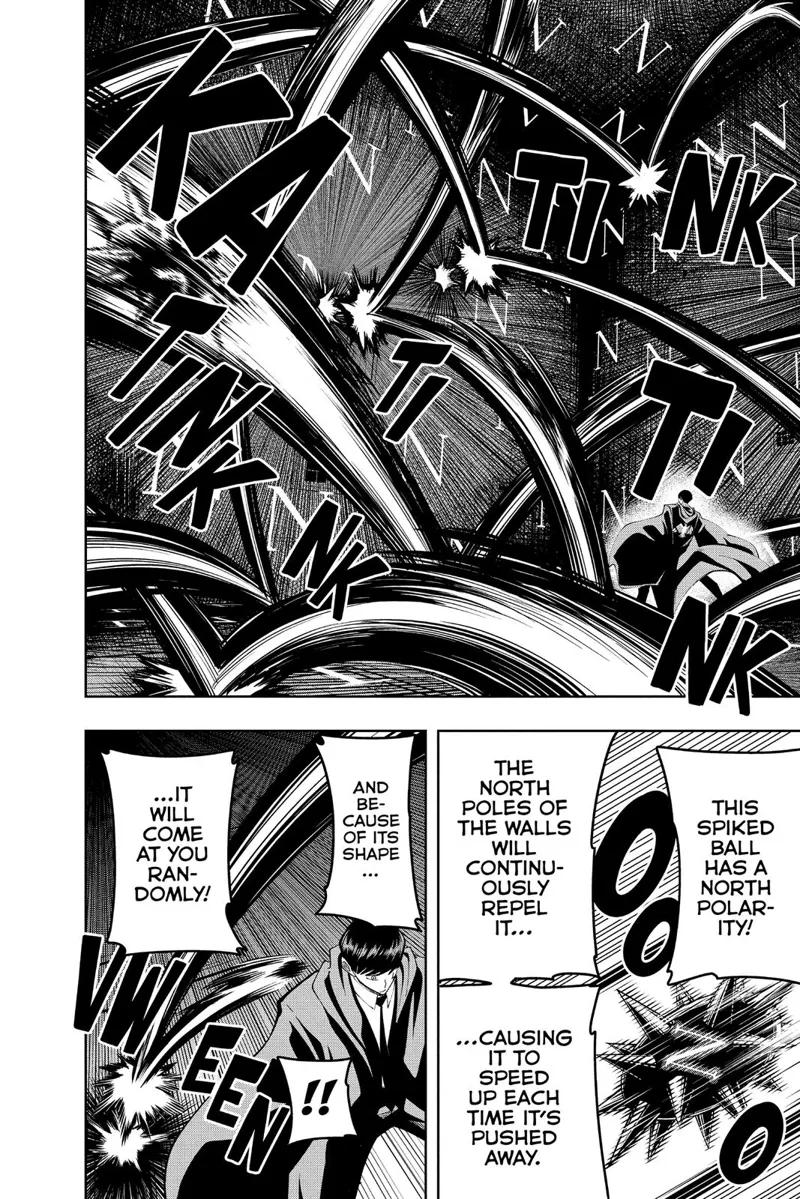 KA
TINK
TI
NK
TI
NK
TI
NK
N
N
N
N
N
N
N
N
N
N
N
N
N
THIS
SPIKED
BALL
HAS A
NORTH
POLAR-
ITY!
OOO
N
THE
NORTH
POLES OF
THE WALLS
WILL
CONTINU-
OUSLY
REPEL
IT...
...CAUSING
IT TO
SPEED
UP EACH
TIME IT'S
PUSHED
AWAY.
AND
BE-
CAUSE
OF ITS
SHAPE
...
...IT
WILL
COME
AT YOU
RAN-
DOMLY!
VWEEEN
!!